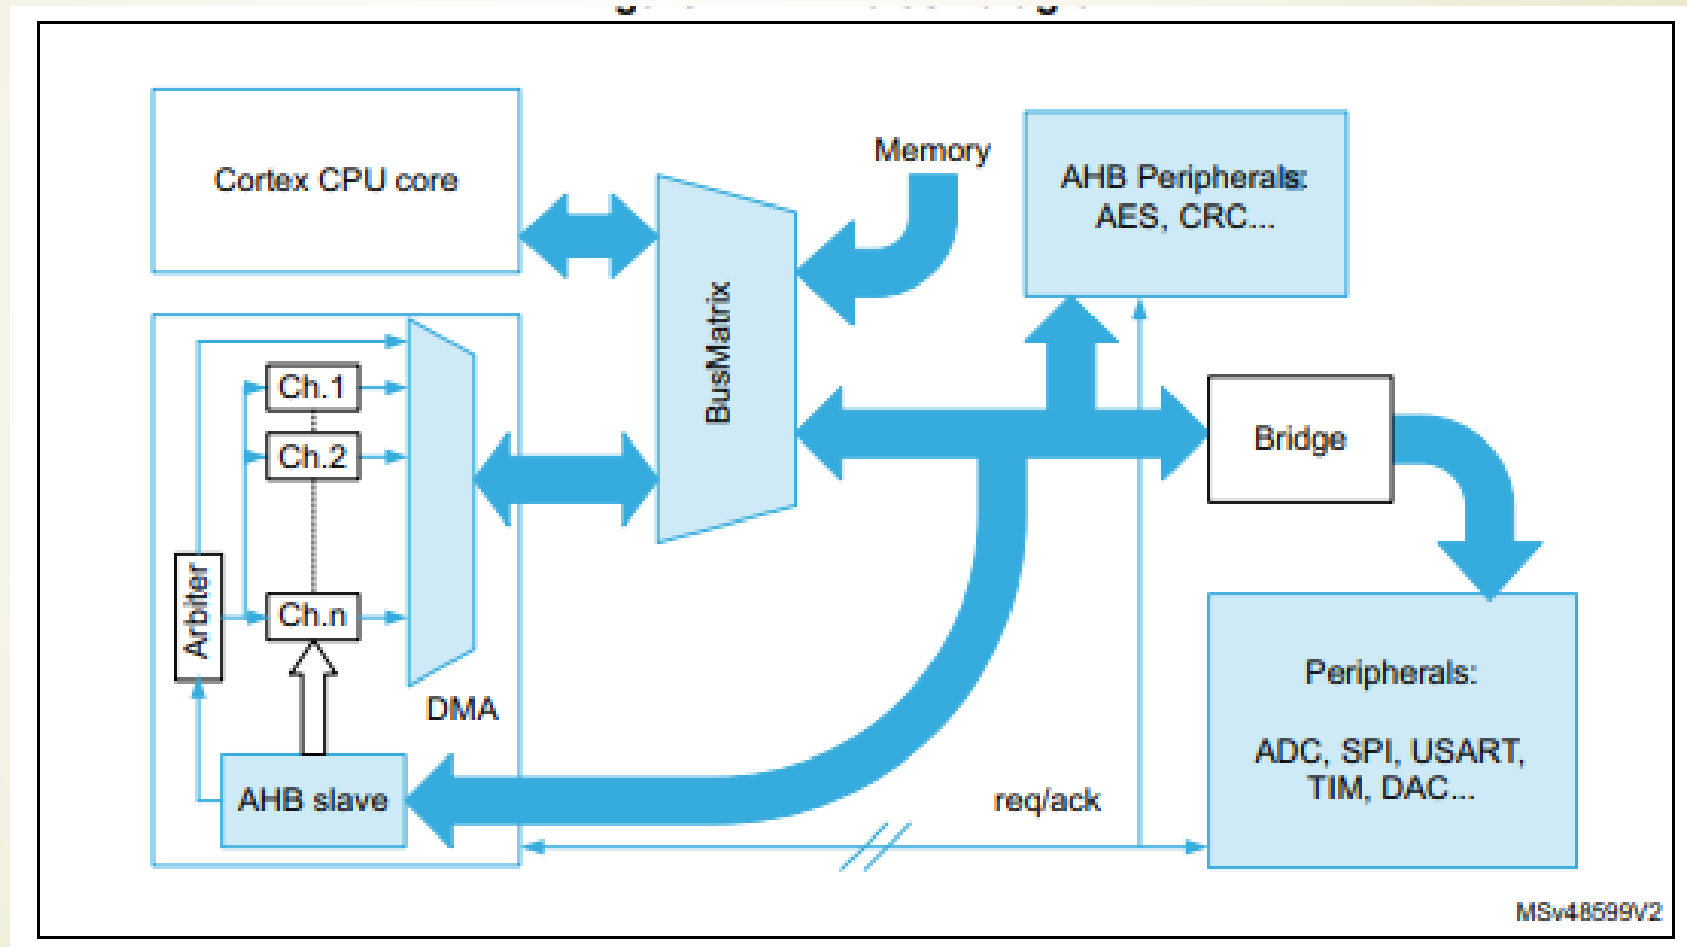 Cortex CPU core
Memory
AHB Peripherals:
AES, CRC...
BusMatrix
Ch.1
Ch.2
Ch.n
Arbiter
DMA
AHB slave
Bridge
req/ack
Peripherals:
ADC, SPI, USART,
TIM, DAC...
MSv48599V2